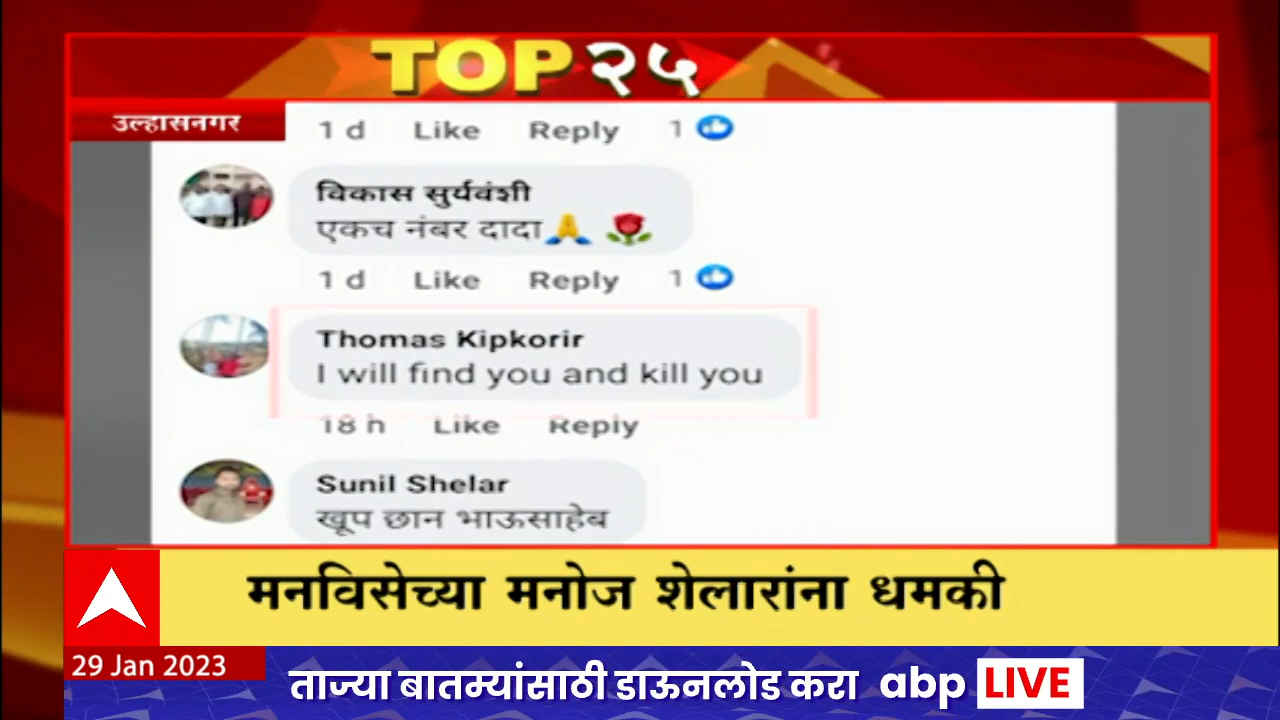 TOP २५
उल्हासनगर
1 d Like Reply 1
विकास सुर्यवंशी
एकच नंबर दादा🙏 🌹
1 d Like Reply 1
Thomas Kipkorir
I will find you and kill you
18 h Like Reply
Sunil Shelar
खूप छान भाऊसाहेब
मनविसेच्या मनोज शेलारांना धमकी
29 Jan 2023
ताज्या बातम्यांसाठी डाऊनलोड करा abp LIVE